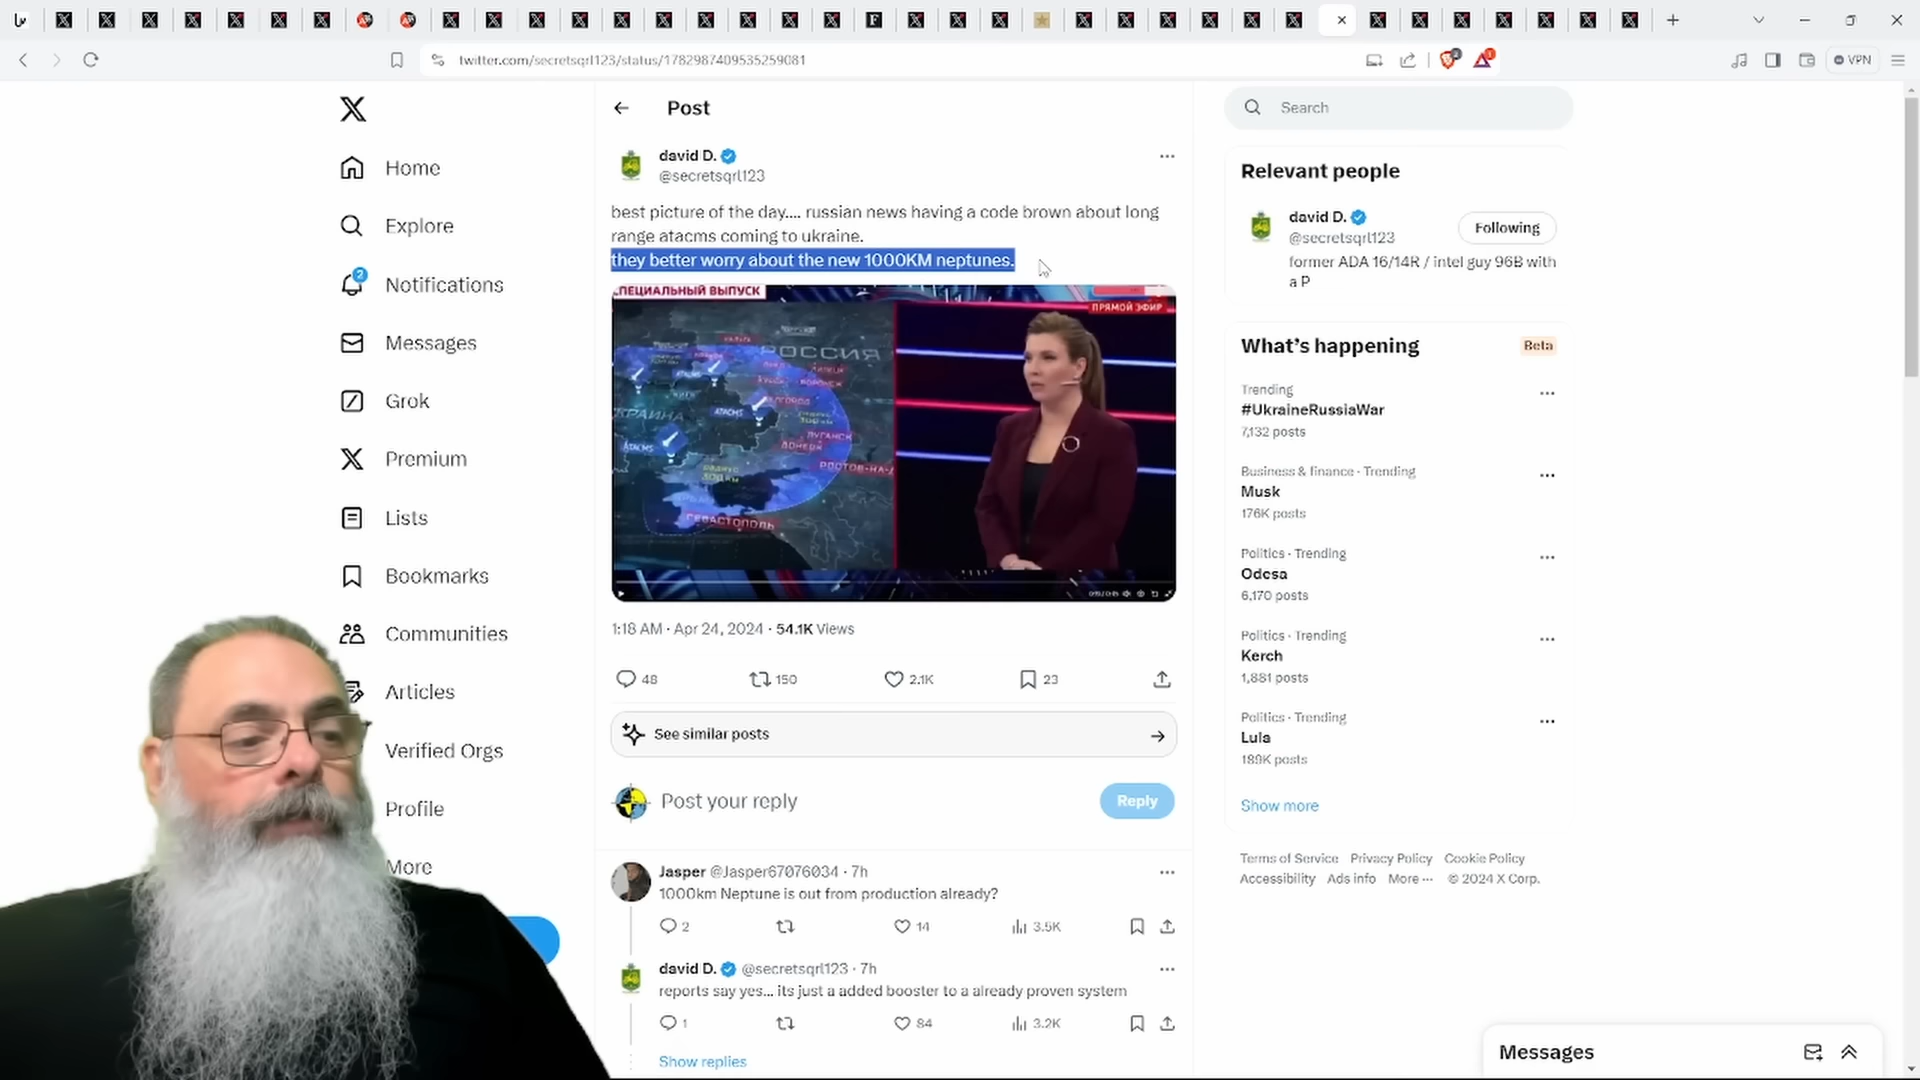 twitter.com/secretsqrl123/status/1782987409535259081
VPN
Home
Explore
2
Notifications
Messages
Grok
Premium
Lists
Bookmarks
Communities
Articles
Verified Orgs
Profile
More
Post
david D.
@secretsqrl123
best picture of the day.... russian news having a code brown about long
range atacms coming to ukraine.
they better worry about the new 1000KM neptunes.
ПЕЦИАЛЬНЫЙ ВЫПУСК
ПРЯМОЙ ЭФИР
РОССИЯ
КРАИНА
ATACMS
ATACMS
ЛУГАНСК
ДОНЕЦК
РОСТОВ-НА-Д
СЕВАСТОПОЛЬ
1:18 AM · Apr 24, 2024 · 54.1K Views
48
150
2.1K
23
See similar posts
Post your reply
Reply
Jasper @Jasper67076034 · 7h
1000km Neptune is out from production already?
2
14
3.5K
david D. @secretsqrl123 · 7h
reports say yes... its just a added booster to a already proven system
1
84
3.2K
Show replies
Search
Relevant people
david D.
Following
@secretsqrl123
former ADA 16/14R / intel guy 96B with
a P
What's happening
Beta
Trending
#UkraineRussiaWar
7,132 posts
Business & finance · Trending
Musk
176K posts
Politics · Trending
Odesa
6,170 posts
Politics · Trending
Kerch
1,881 posts
Politics · Trending
Lula
189K posts
Show more
Terms of Service Privacy Policy Cookie Policy
Accessibility Ads info More ··· © 2024 X Corp.
Messages